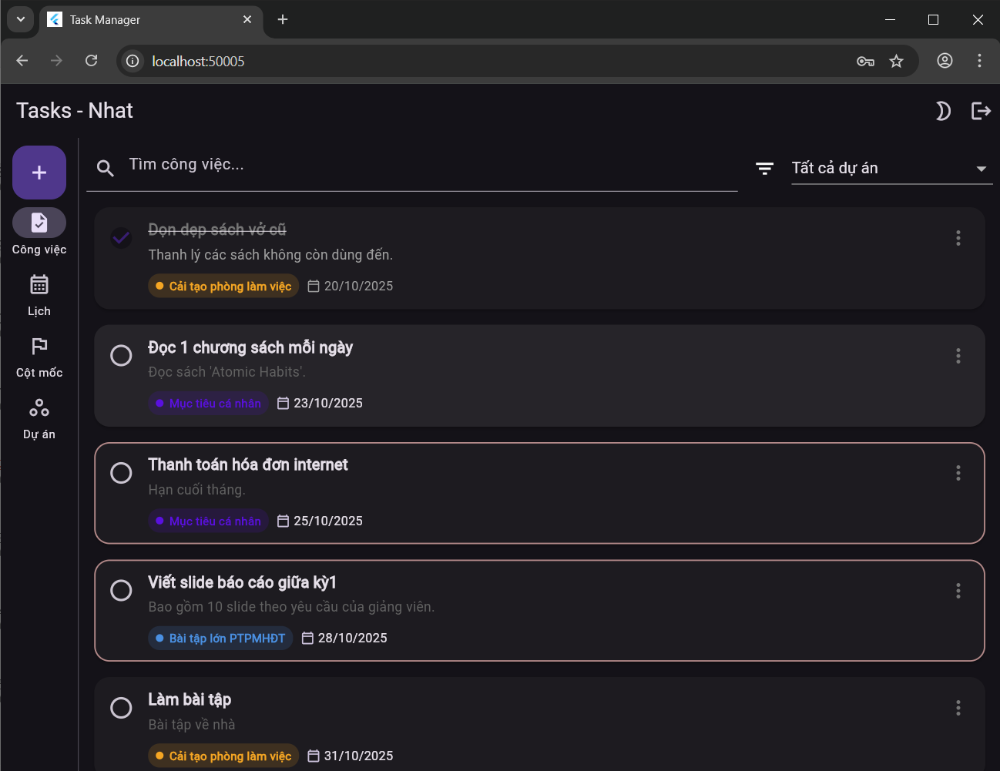 Task Manager
localhost:50005
Tasks - Nhat
Tìm công việc...
Tất cả dự án
Công việc
Lịch
Cột mốc
Dự án
Dọn dẹp sách vở cũ
Thanh lý các sách không còn dùng đến.
Cải tạo phòng làm việc 20/10/2025
Đọc 1 chương sách mỗi ngày
Đọc sách 'Atomic Habits'.
Mục tiêu cá nhân 23/10/2025
Thanh toán hóa đơn internet
Hạn cuối tháng.
Mục tiêu cá nhân 25/10/2025
Viết slide báo cáo giữa kỳ1
Bao gồm 10 slide theo yêu cầu của giảng viên.
Bài tập lớn PTPMHĐT 28/10/2025
Làm bài tập
Bài tập về nhà
Cải tạo phòng làm việc 31/10/2025